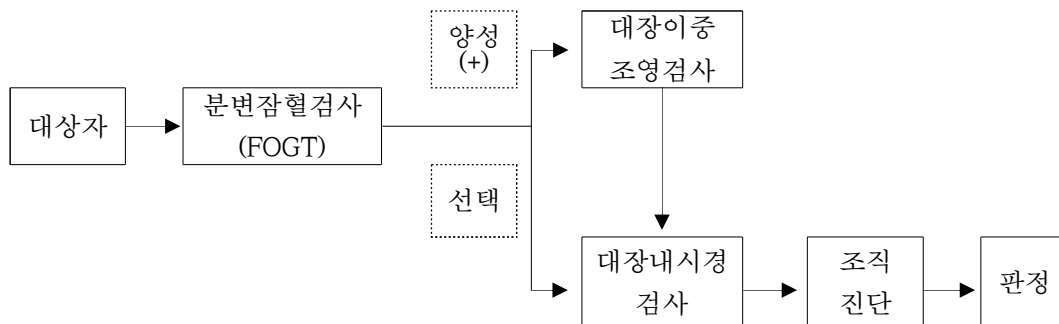 대상자
분변잠혈검사
(FOGT)
양성
(+)
선택
대장이중
조영검사
대장내시경
검사
조직
진단
판정